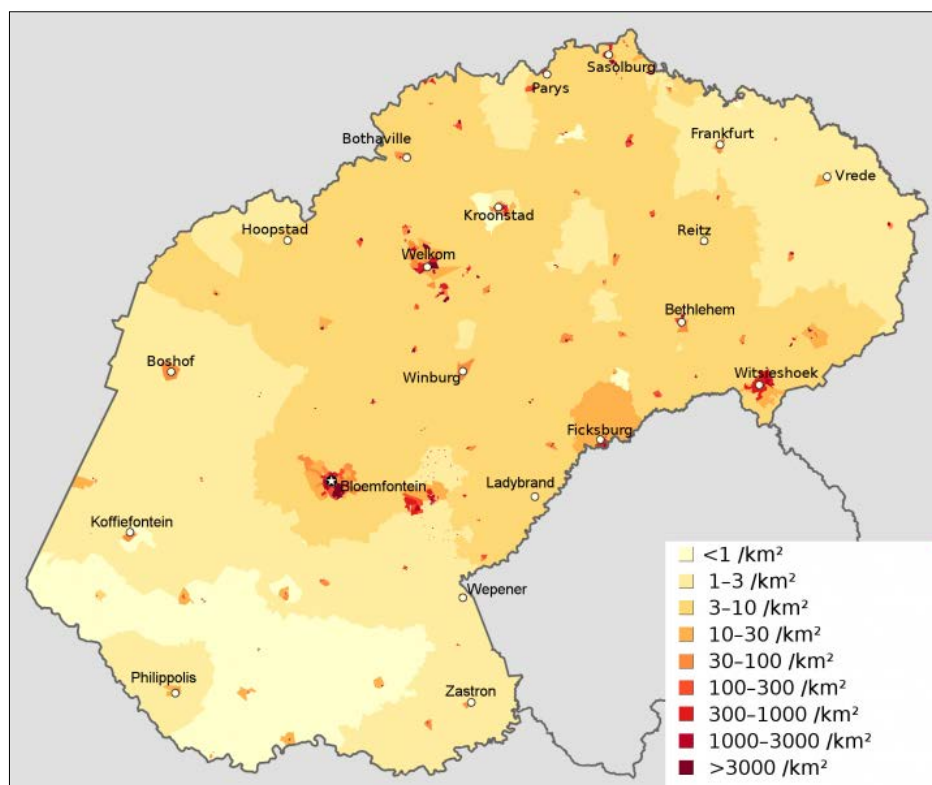 Sasolburg
Parys
Bothaville
Frankfurt
Vrede
Kroonstad
Hoopstad
Reitz
Welkom
Bethlehem
Boshof
Winburg
Witsieshoek
Ficksburg
Bloemfontein
Ladybrand
Koffiefontein
Wepener
Philippolis
Zastron
<1 /km²
1–3 /km²
3–10 /km²
10–30 /km²
30–100 /km²
100–300 /km²
300–1000 /km²
1000–3000 /km²
>3000 /km²